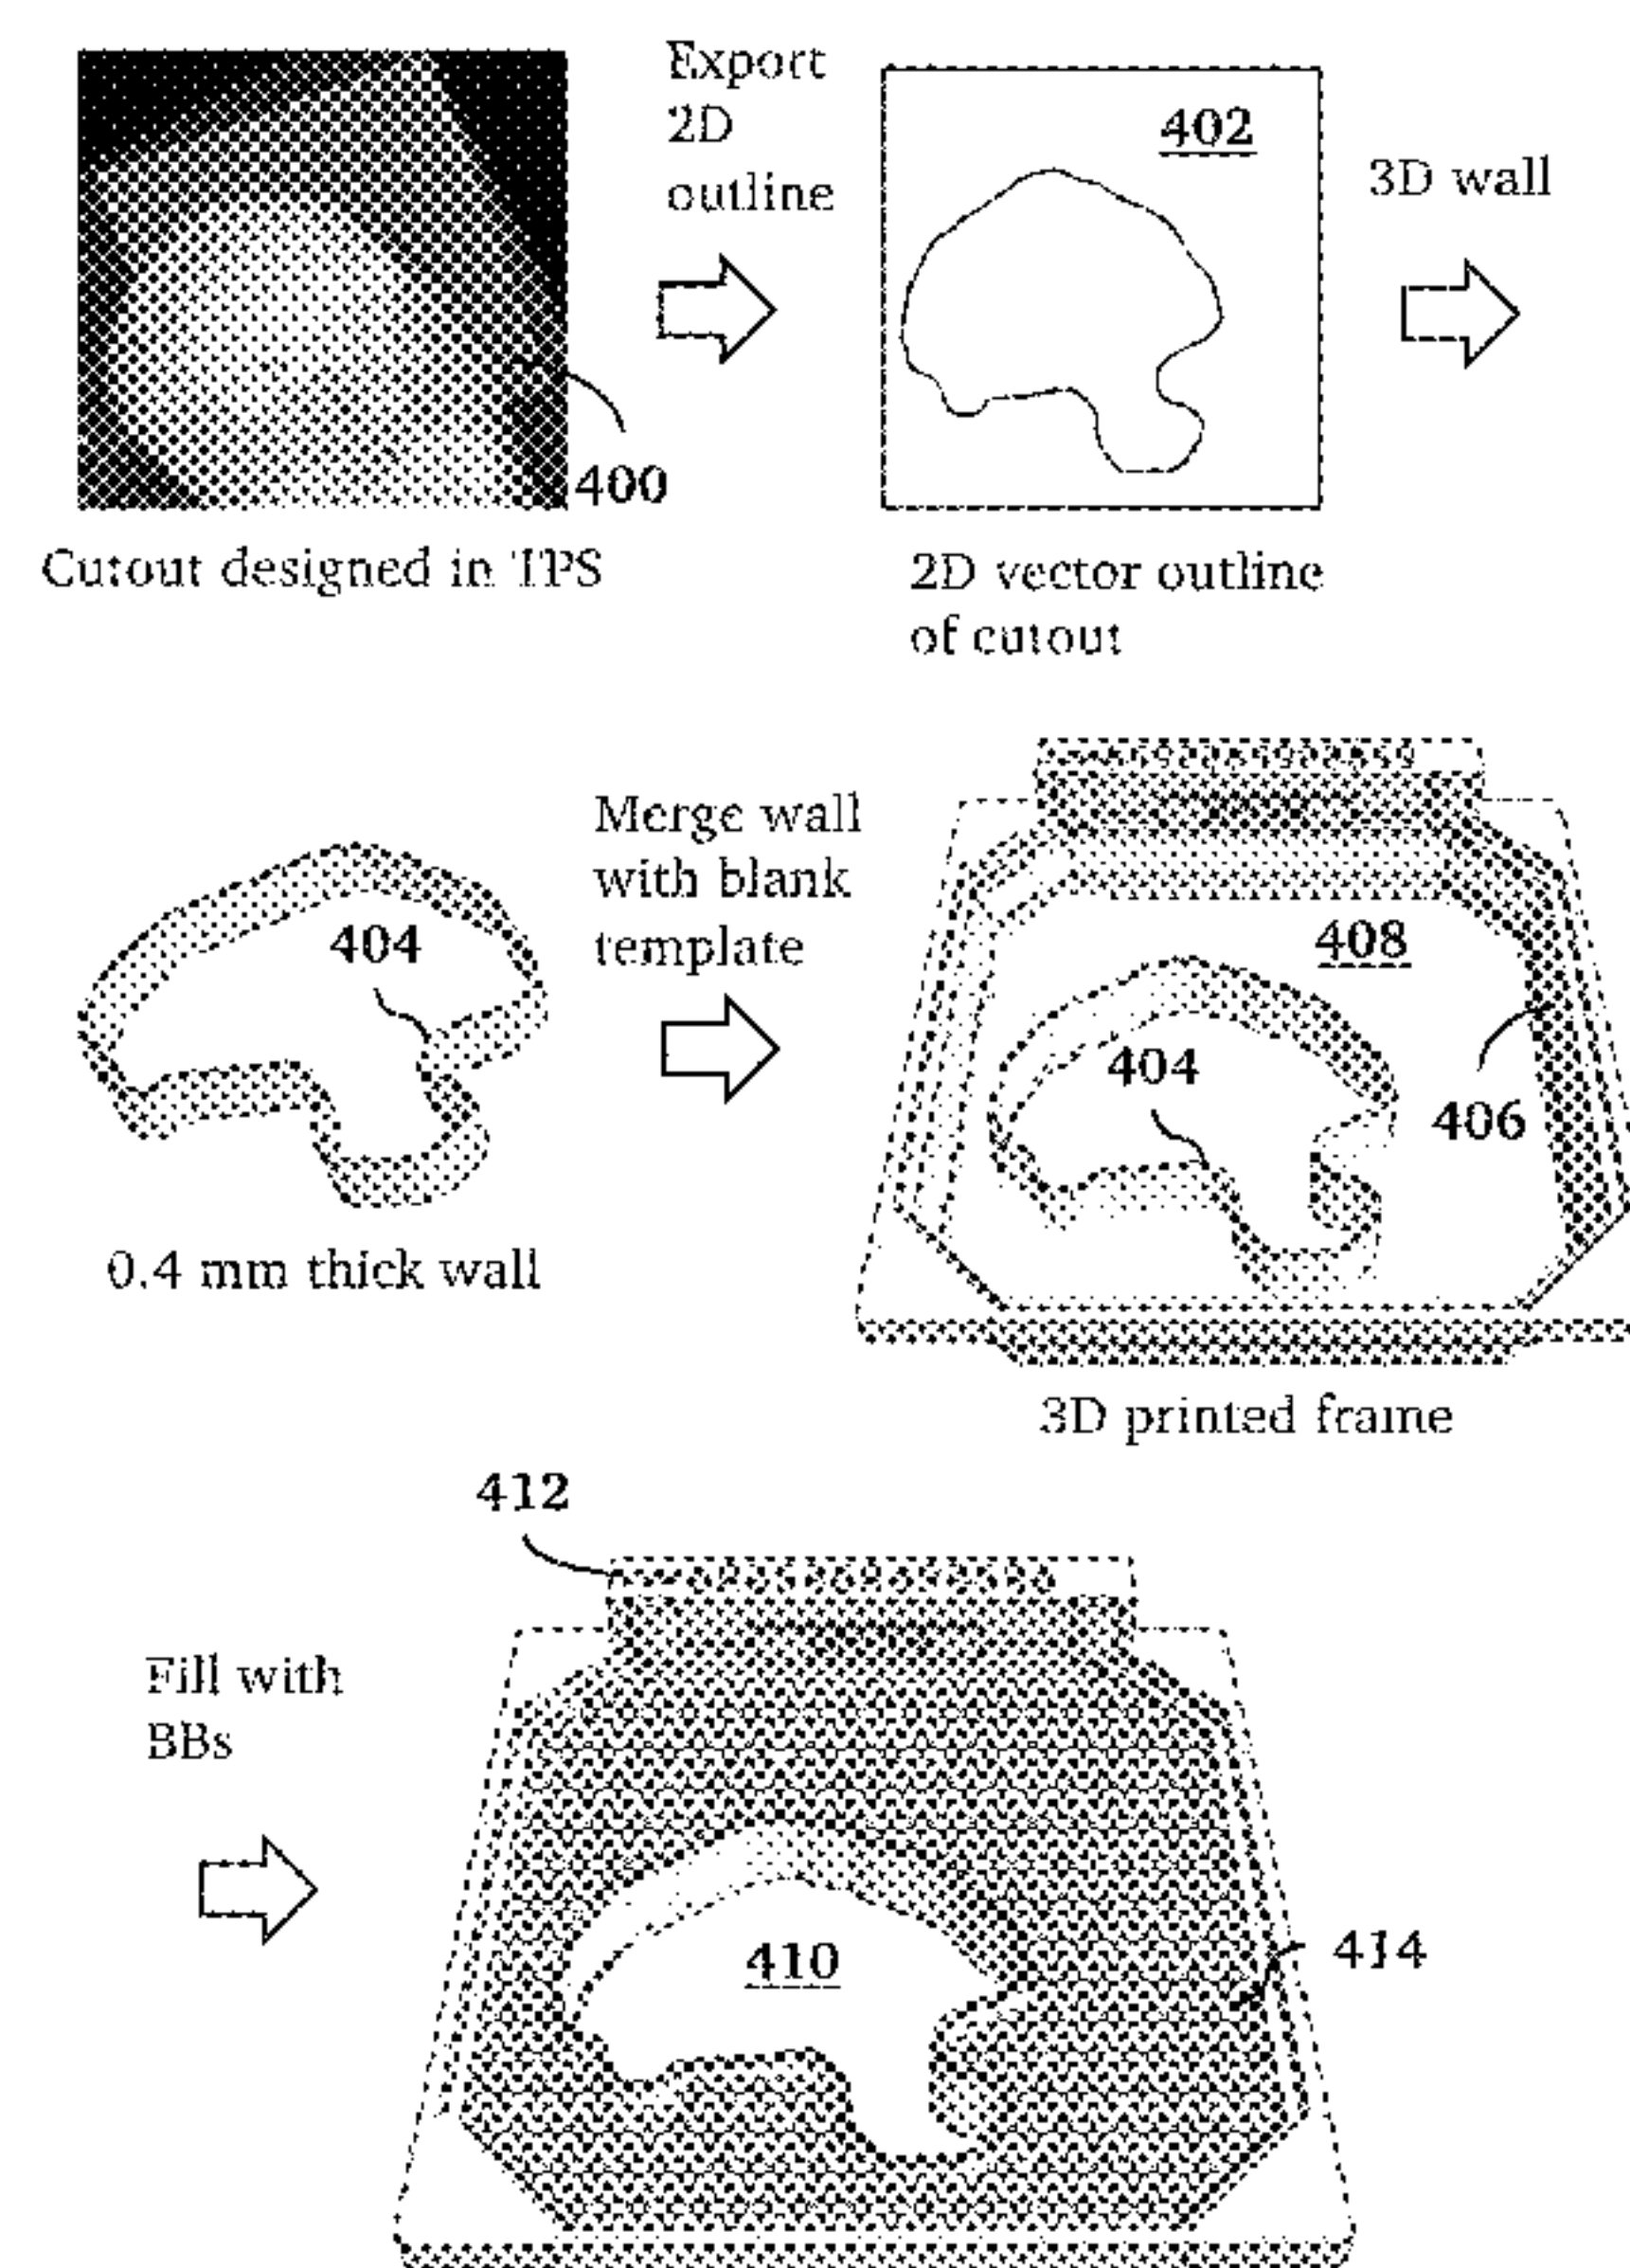 Export
2D
outline
402
3D wall
400
Cutout designed in TPS
2D vector outline
of cutout
Merge wall
with blank
template
404
408
404
406
0.4 mm thick wall
3D printed frame
412
Fill with
BBs
410
414